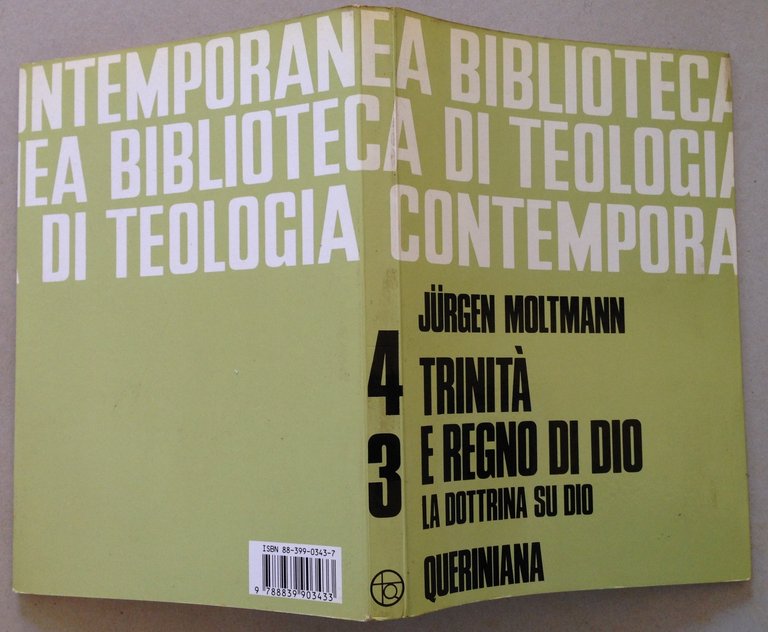 ONTEMPORANEA BIBLIOTECA
NEA BIBLIOTECA DI TEOLOGIA
DI TEOLOGIA CONTEMPORA
JÜRGEN MOLTMANN
TRINITÀ
E REGNO DI DIO
LA DOTTRINA SU DIO
QUERINIANA
4
3
ISBN 88-399-0343-7
9 788839 903433